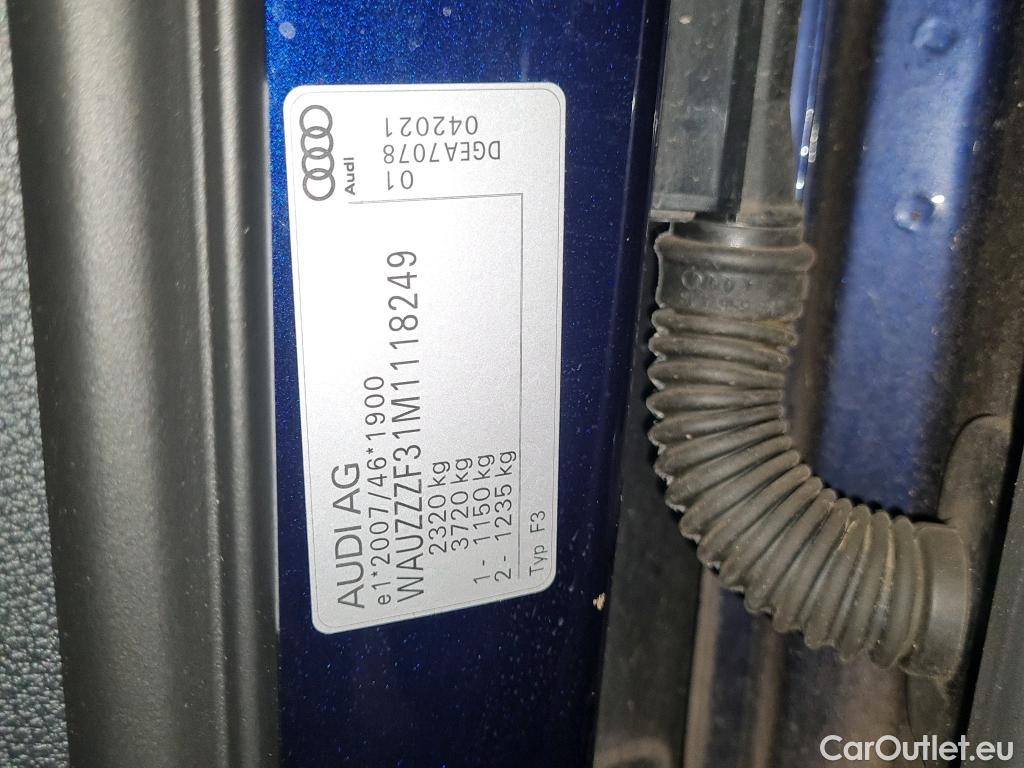 AUDI AG
e1*2007/46*1900
WAUZZZF31M1118249
2320 kg
3720 kg
1 - 1150 kg
2 - 1235 kg
Typ F3
Audi
01
DGEA7078
042021
CarOutlet.eu